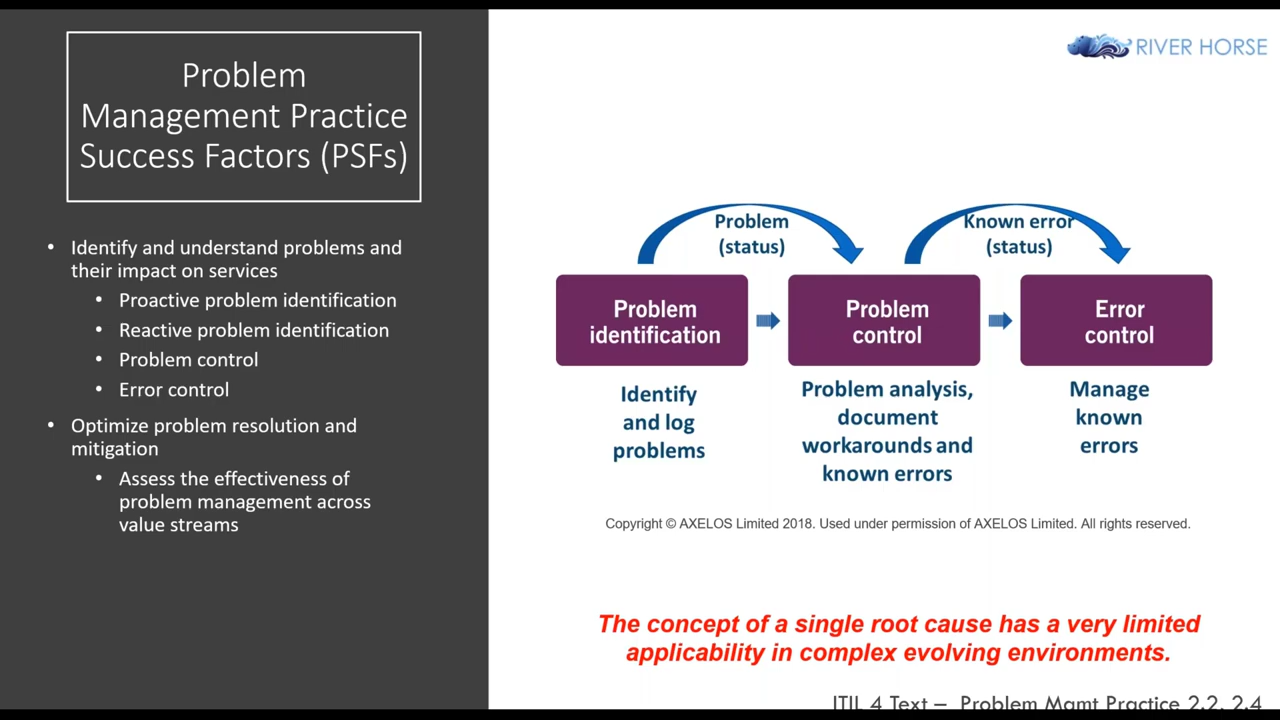 Problem
Management Practice
Success Factors (PSFs)
• Identify and understand problems and
their impact on services
• Proactive problem identification
• Reactive problem identification
• Problem control
• Error control
• Optimize problem resolution and
mitigation
• Assess the effectiveness of
problem management across
value streams
RIVER HORSE
Problem
(status)
Known error
(status)
Problem
identification
Problem
control
Error
control
Identify
and log
problems
Problem analysis,
document
workarounds and
known errors
Manage
known
errors
Copyright © AXELOS Limited 2018. Used under permission of AXELOS Limited. All rights reserved.
The concept of a single root cause has a very limited
applicability in complex evolving environments.
ITIL 4 Text – Problem Mgmt Practice 2.2, 2.4